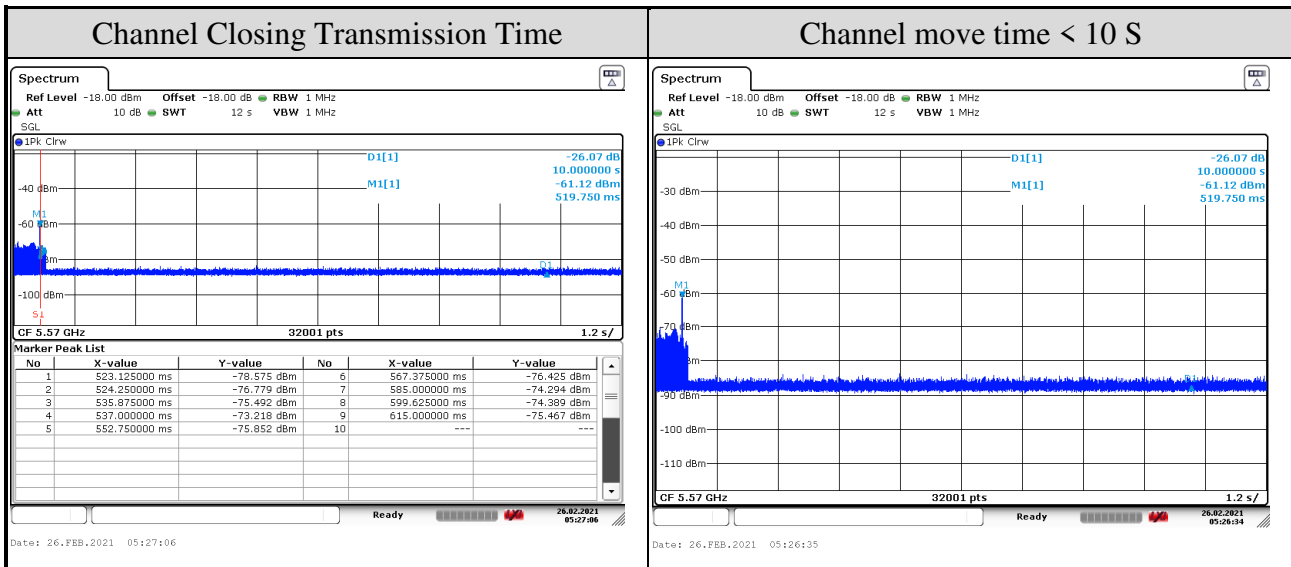 Channel Closing Transmission Time
Spectrum
Ref Level -18.00 dBm Offset -18.00 dB RBW 1 MHz
Att 10 dB SWT 12 s VBW 1 MHz
SGL
1Pk Clrw
D1[1] -26.07 dB
10.000000 s
M1[1] -61.12 dBm
519.750 ms
-40 dBm
M1
-60 dBm
D1
-100 dBm
S1
CF 5.57 GHz 32001 pts 1.2 s/
Marker Peak List
No X-value Y-value No X-value Y-value
1 523.125000 ms -78.575 dBm 6 567.375000 ms -76.425 dBm
2 524.250000 ms -76.779 dBm 7 585.000000 ms -74.294 dBm
3 535.875000 ms -75.492 dBm 8 599.625000 ms -74.389 dBm
4 537.000000 ms -73.218 dBm 9 615.000000 ms -75.467 dBm
5 552.750000 ms -75.852 dBm 10 --- ---
Ready 26.02.2021
05:27:06
Date: 26.FEB.2021 05:27:06
Channel move time < 10 S
Spectrum
Ref Level -18.00 dBm Offset -18.00 dB RBW 1 MHz
Att 10 dB SWT 12 s VBW 1 MHz
SGL
1Pk Clrw
D1[1] -26.07 dB
10.000000 s
M1[1] -61.12 dBm
519.750 ms
-30 dBm
-40 dBm
-50 dBm
M1
-60 dBm
-70 dBm
D1
-90 dBm
-100 dBm
-110 dBm
CF 5.57 GHz 32001 pts 1.2 s/
Ready 26.02.2021
05:26:34
Date: 26.FEB.2021 05:26:35